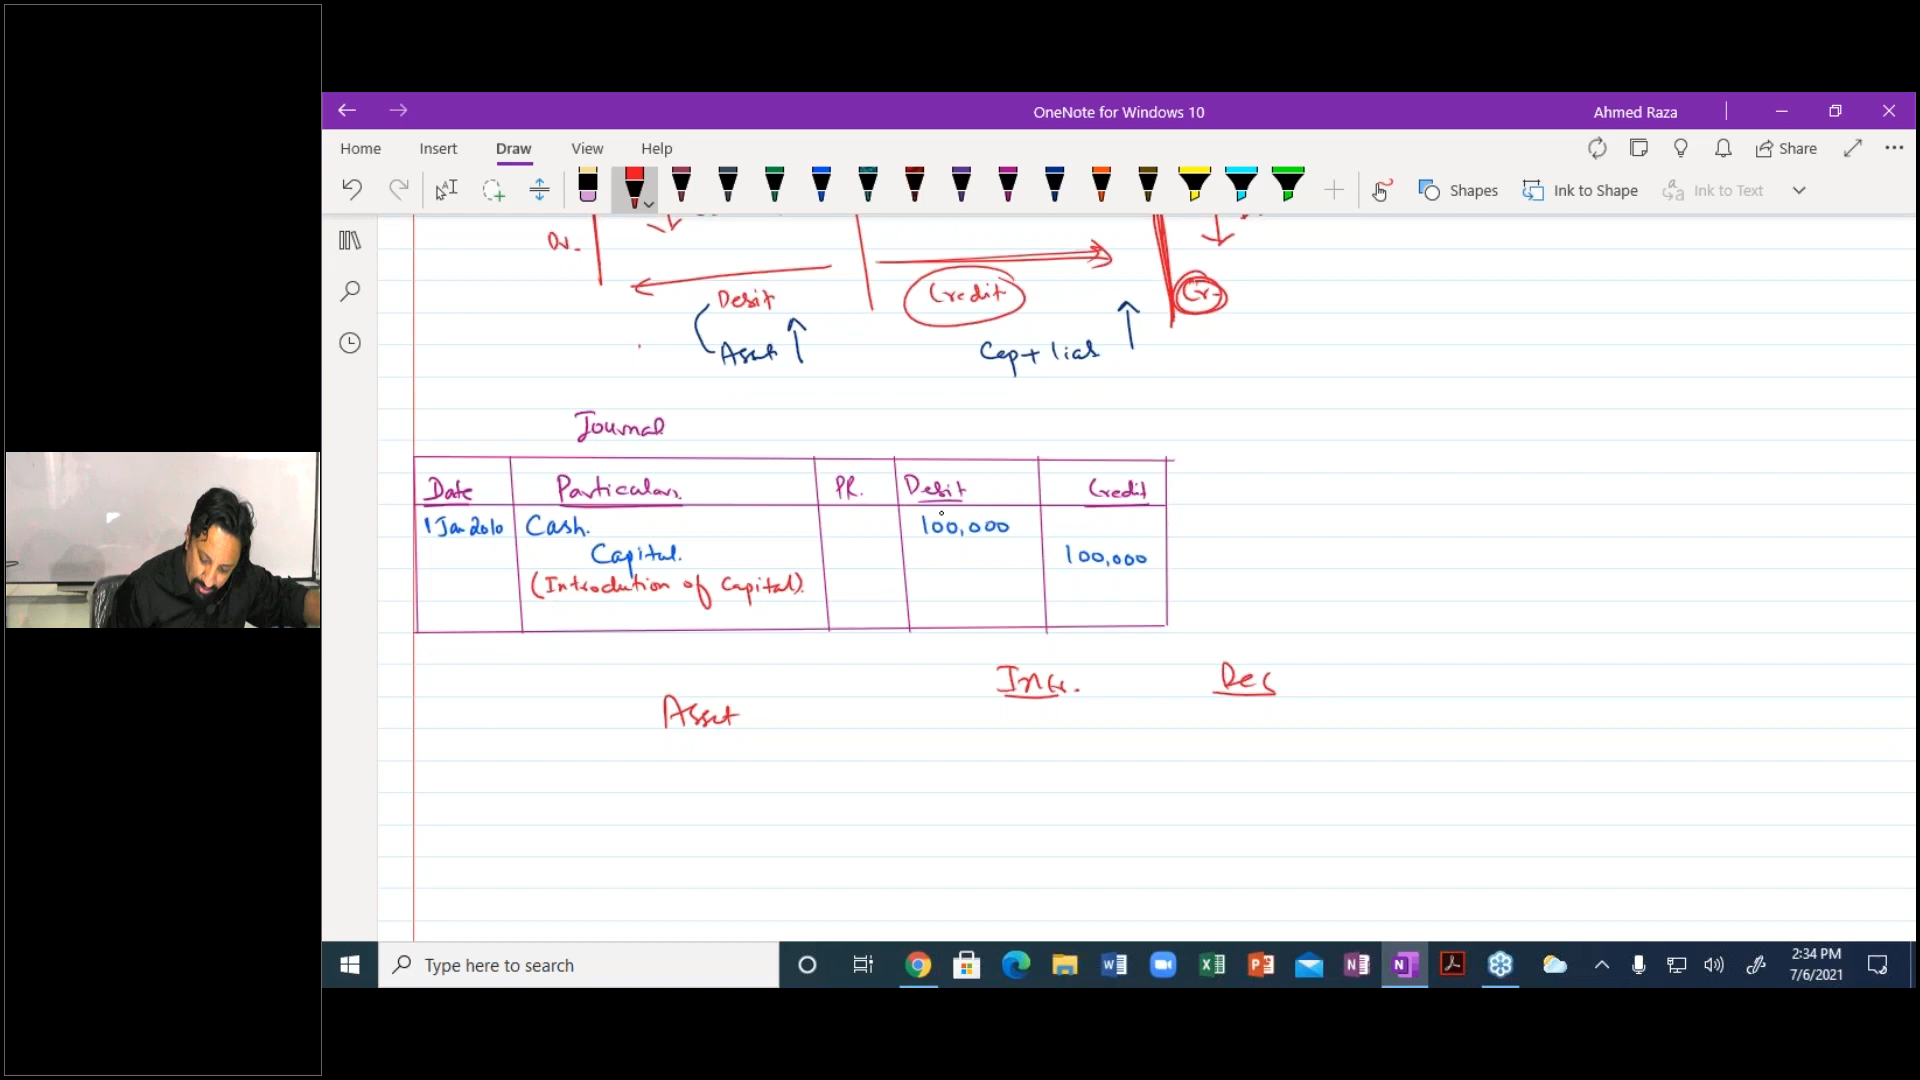 OneNote for Windows 10
Ahmed Raza
Home Insert Draw View Help
Share
Shapes Ink to Shape Ink to Text
Dr.
Debit Credit Cr
Asset Cap+ liab
Journal
Date Particulars. PR. Debit Credit
1 Jan 2010 Cash. 100,000
Capital. 100,000
(Introdution of Capital).
Incr. Dec
Asset
Type here to search
2:34 PM
7/6/2021